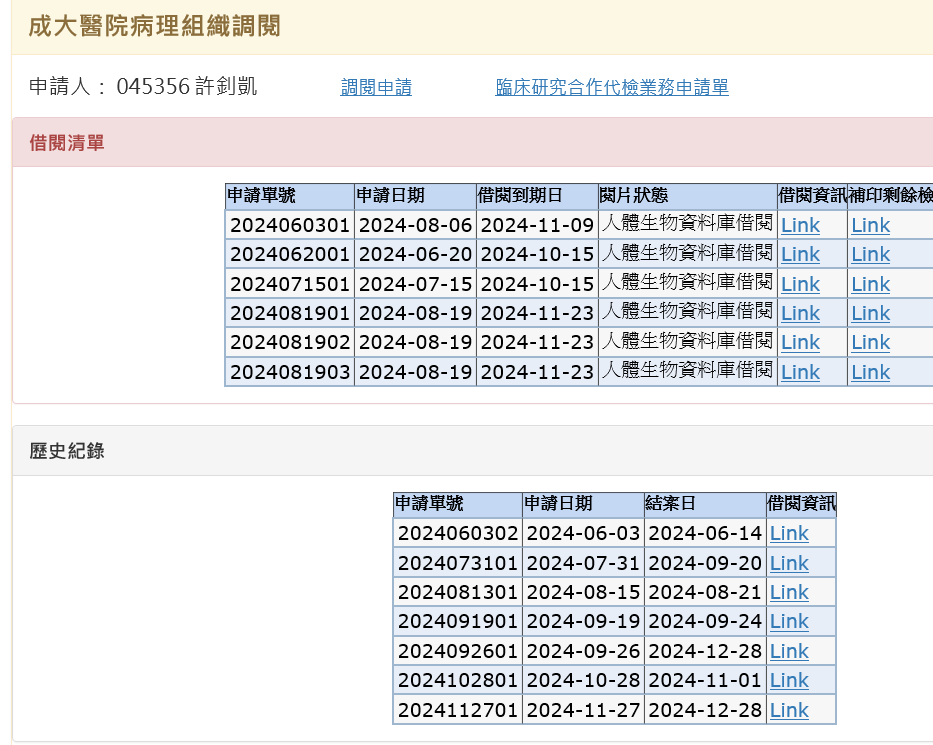 成大醫院病理組織調閱
申請人： 045356 許釗凱 調閱申請 臨床研究合作代檢業務申請單
借閱清單
申請單號 申請日期 借閱到期日 閱片狀態 借閱資訊 補印剩餘檢
2024060301 2024-08-06 2024-11-09 人體生物資料庫借閱 Link Link
2024062001 2024-06-20 2024-10-15 人體生物資料庫借閱 Link Link
2024071501 2024-07-15 2024-10-15 人體生物資料庫借閱 Link Link
2024081901 2024-08-19 2024-11-23 人體生物資料庫借閱 Link Link
2024081902 2024-08-19 2024-11-23 人體生物資料庫借閱 Link Link
2024081903 2024-08-19 2024-11-23 人體生物資料庫借閱 Link Link
歷史紀錄
申請單號 申請日期 結案日 借閱資訊
2024060302 2024-06-03 2024-06-14 Link
2024073101 2024-07-31 2024-09-20 Link
2024081301 2024-08-15 2024-08-21 Link
2024091901 2024-09-19 2024-09-24 Link
2024092601 2024-09-26 2024-12-28 Link
2024102801 2024-10-28 2024-11-01 Link
2024112701 2024-11-27 2024-12-28 Link